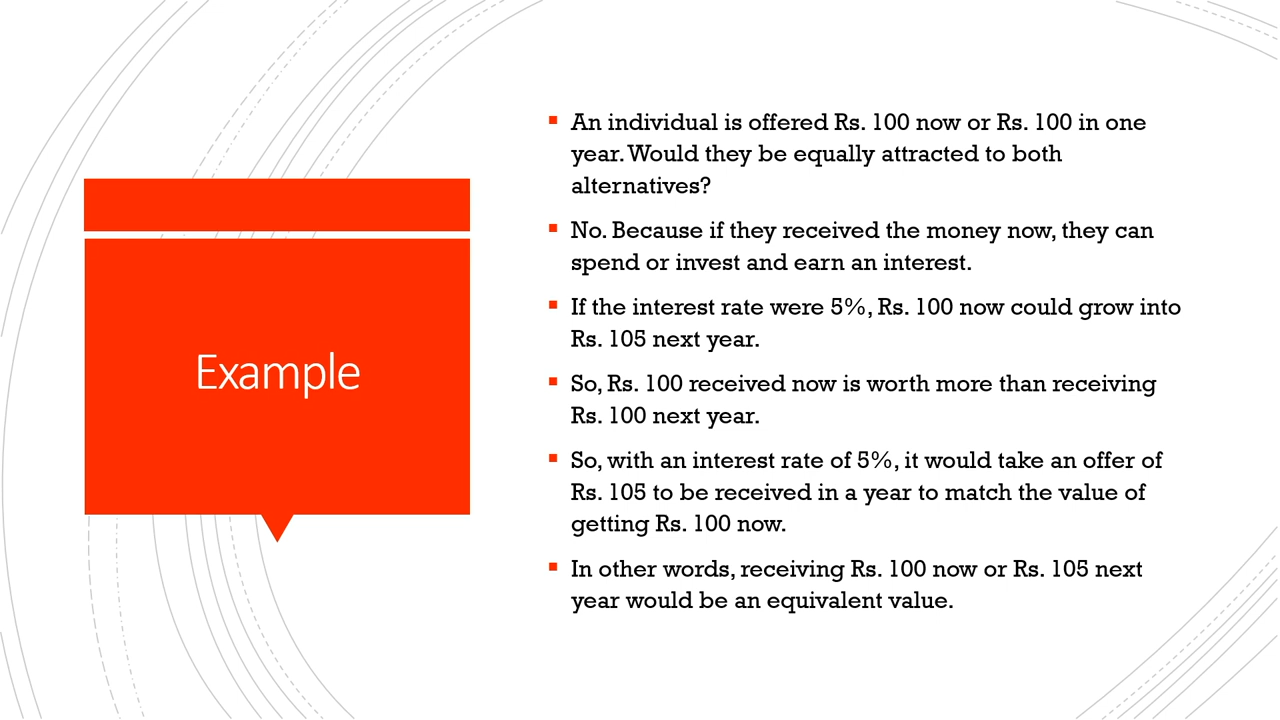 Example
An individual is offered Rs. 100 now or Rs. 100 in one
year. Would they be equally attracted to both
alternatives?
No. Because if they received the money now, they can
spend or invest and earn an interest.
If the interest rate were 5%, Rs. 100 now could grow into
Rs. 105 next year.
So, Rs. 100 received now is worth more than receiving
Rs. 100 next year.
So, with an interest rate of 5%, it would take an offer of
Rs. 105 to be received in a year to match the value of
getting Rs. 100 now.
In other words, receiving Rs. 100 now or Rs. 105 next
year would be an equivalent value.